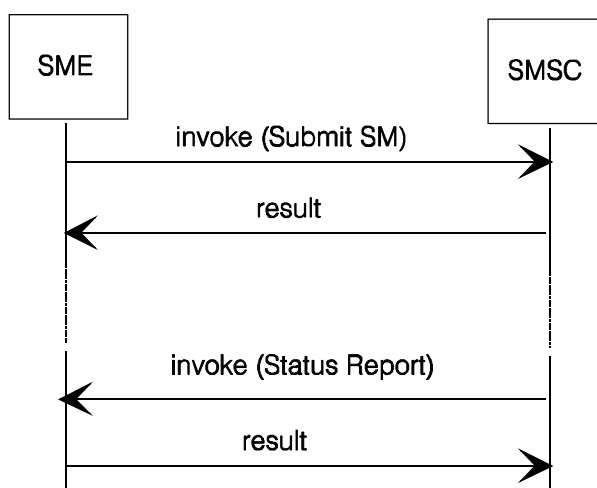 SME
SMSC
invoke (Submit SM)
result
invoke (Status Report)
result